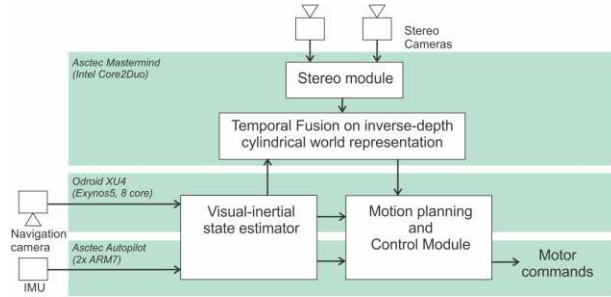 Stereo
Cameras
Asctec Mastermind
(Intel Core2Duo)
Stereo module
Temporal Fusion on inverse-depth
cylindrical world representation
Odroid XU4
(Exynos5, 8 core)
Visual-inertial
state estimator
Motion planning
and
Control Module
Navigation
camera
Asctec Autopilot
(2x ARM7)
IMU
Motor
commands